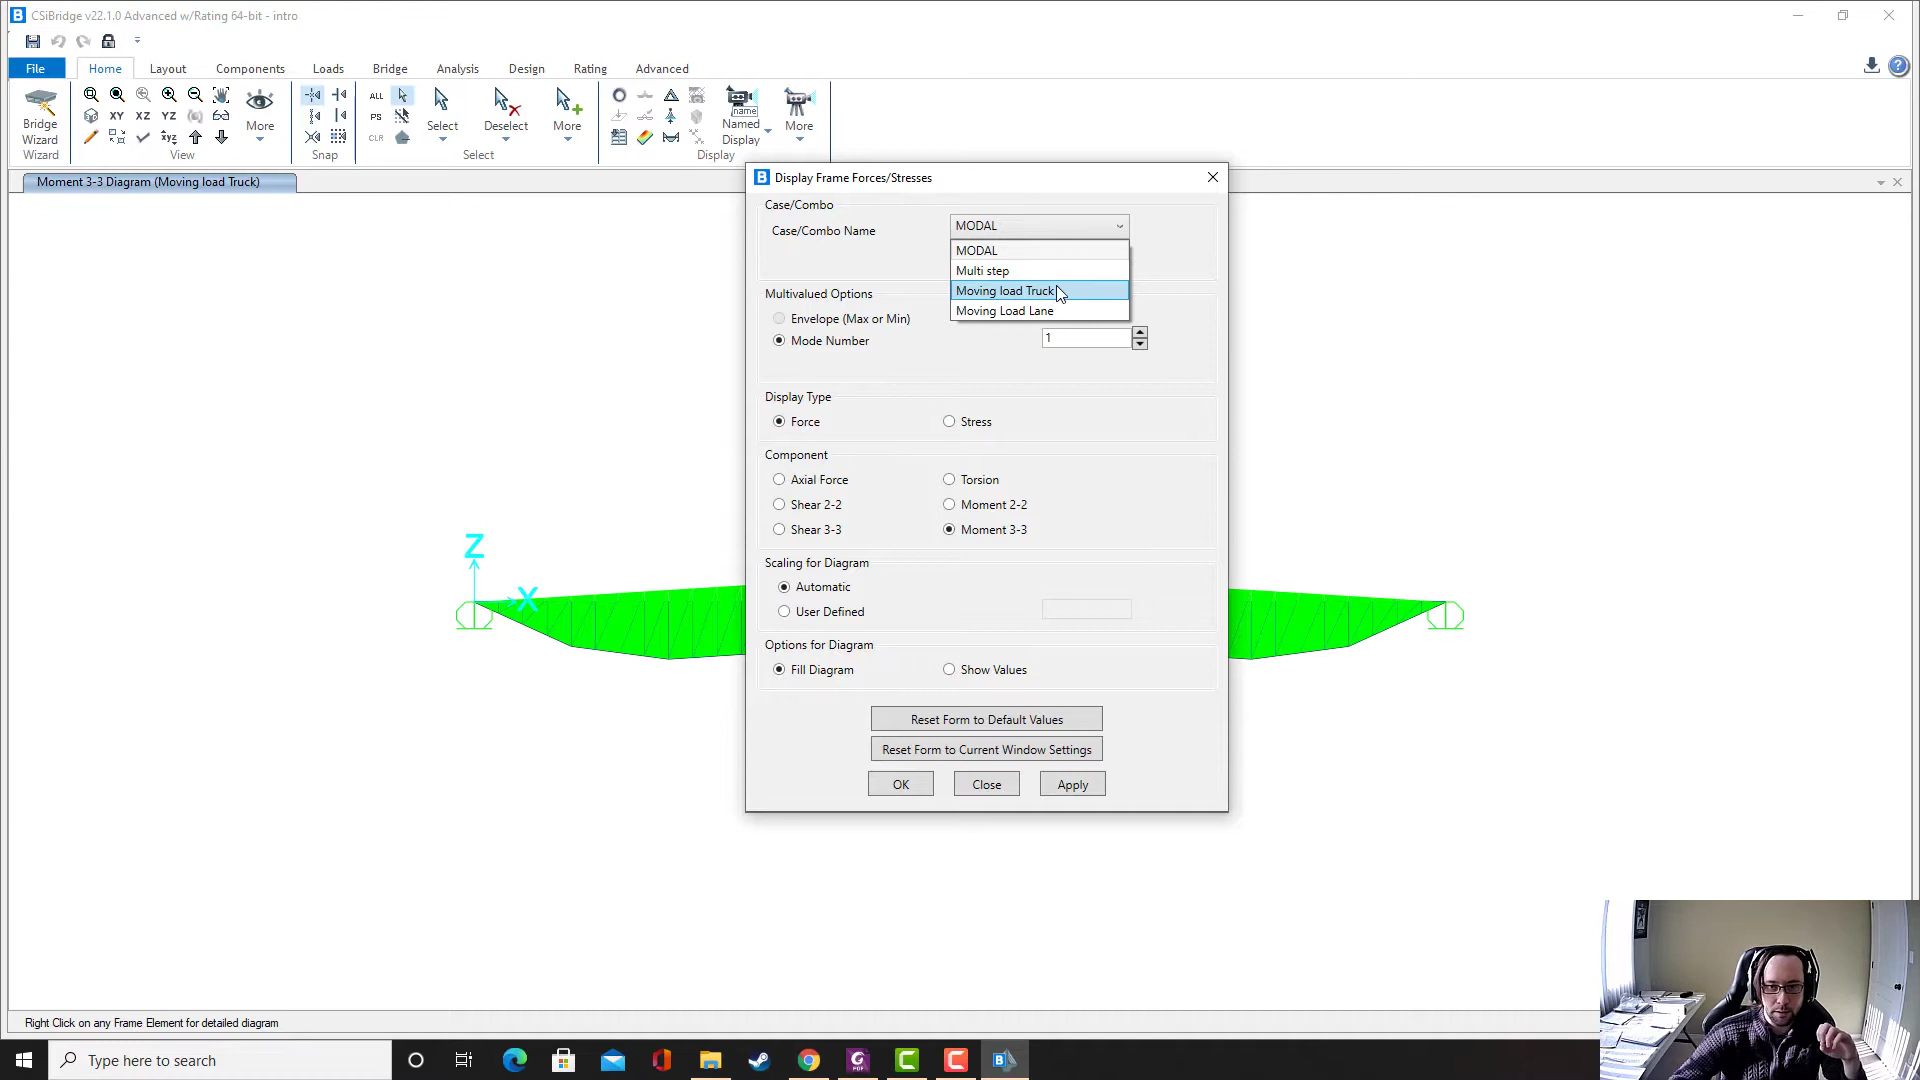 CSiBridge v22.1.0 Advanced w/Rating 64-bit - intro
File Home Layout Components Loads Bridge Analysis Design Rating Advanced
Bridge Wizard
XY XZ YZ
xyz
More
ALL
PS
CLR
Select
Deselect
More
name
Named Display
More
Wizard View Snap Select Display
Moment 3-3 Diagram (Moving load Truck)
Display Frame Forces/Stresses
Case/Combo
Case/Combo Name MODAL
MODAL
Multi step
Moving load Truck
Moving Load Lane
Multivalued Options
Envelope (Max or Min)
Mode Number 1
Display Type
Force Stress
Component
Axial Force Torsion
Shear 2-2 Moment 2-2
Shear 3-3 Moment 3-3
Scaling for Diagram
Automatic
User Defined
Options for Diagram
Fill Diagram Show Values
Reset Form to Default Values
Reset Form to Current Window Settings
OK Close Apply
Z
X
Right Click on any Frame Element for detailed diagram
Type here to search